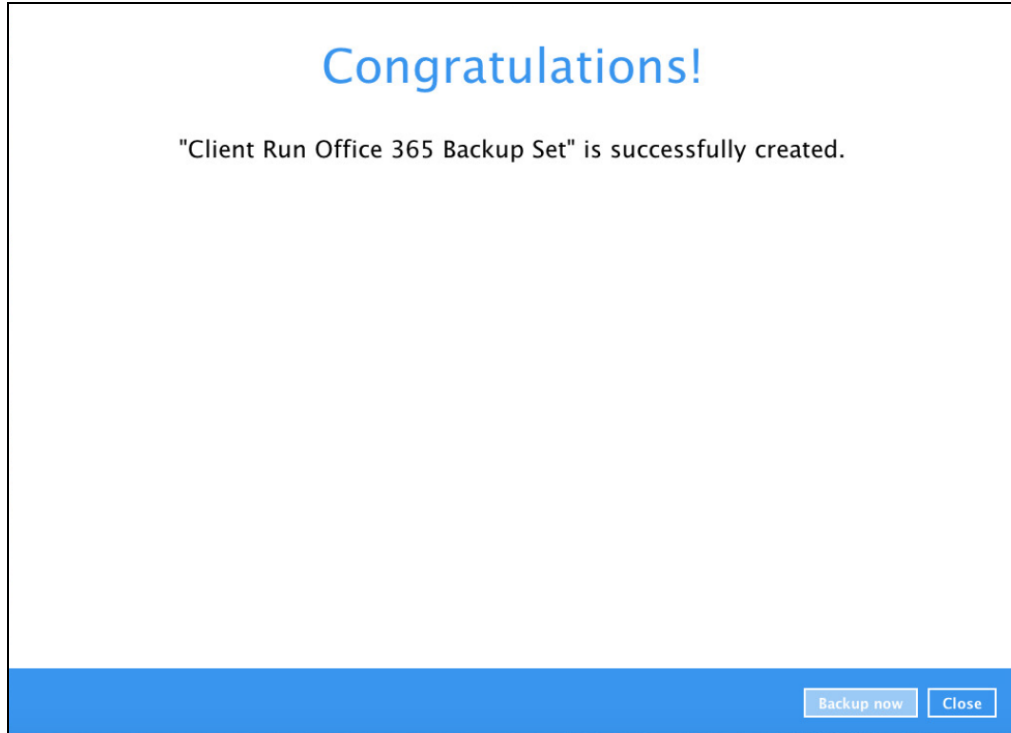 Congratulations!
"Client Run Office 365 Backup Set" is successfully created.
Backup now Close